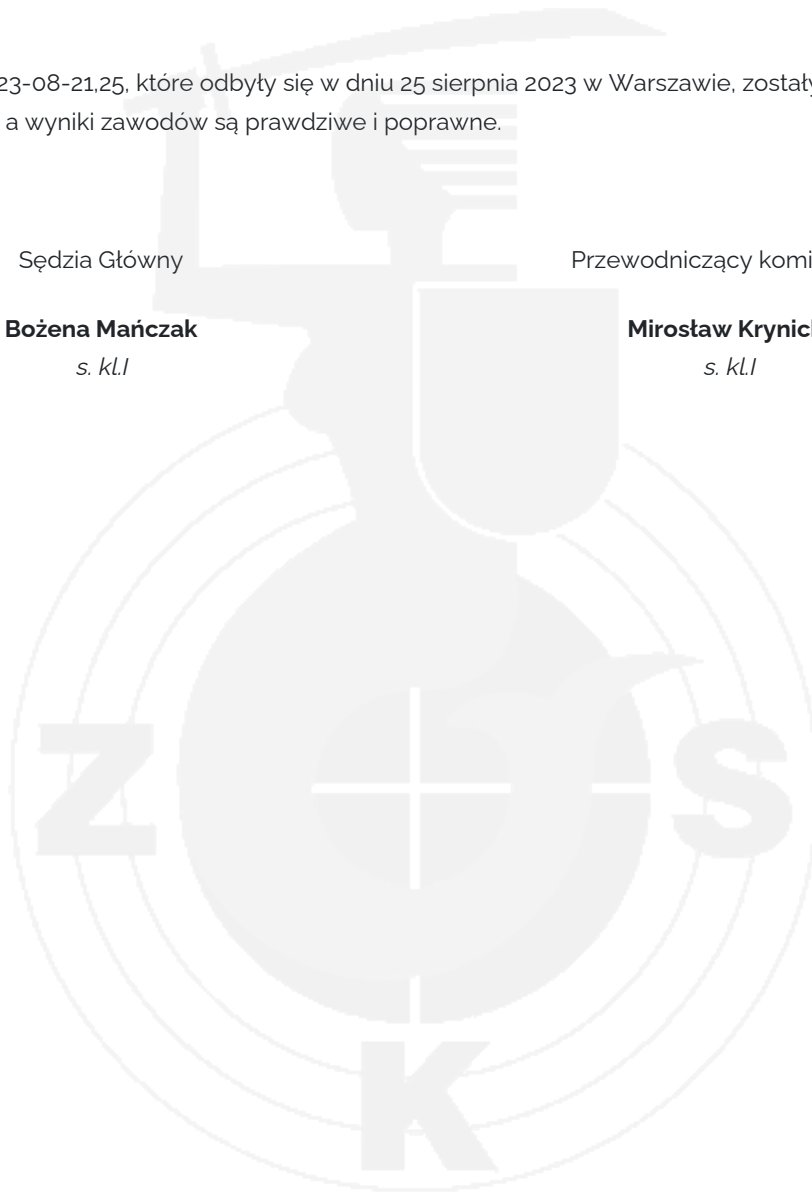 23-08-21,25, które odbyły się w dniu 25 sierpnia 2023 w Warszawie, zostały
a wyniki zawodów są prawdziwe i poprawne.
Sędzia Główny
Przewodniczący komi
Bożena Mańczak
Mirosław Krynic
s. kl.I
s. kl.I
Z
S
K